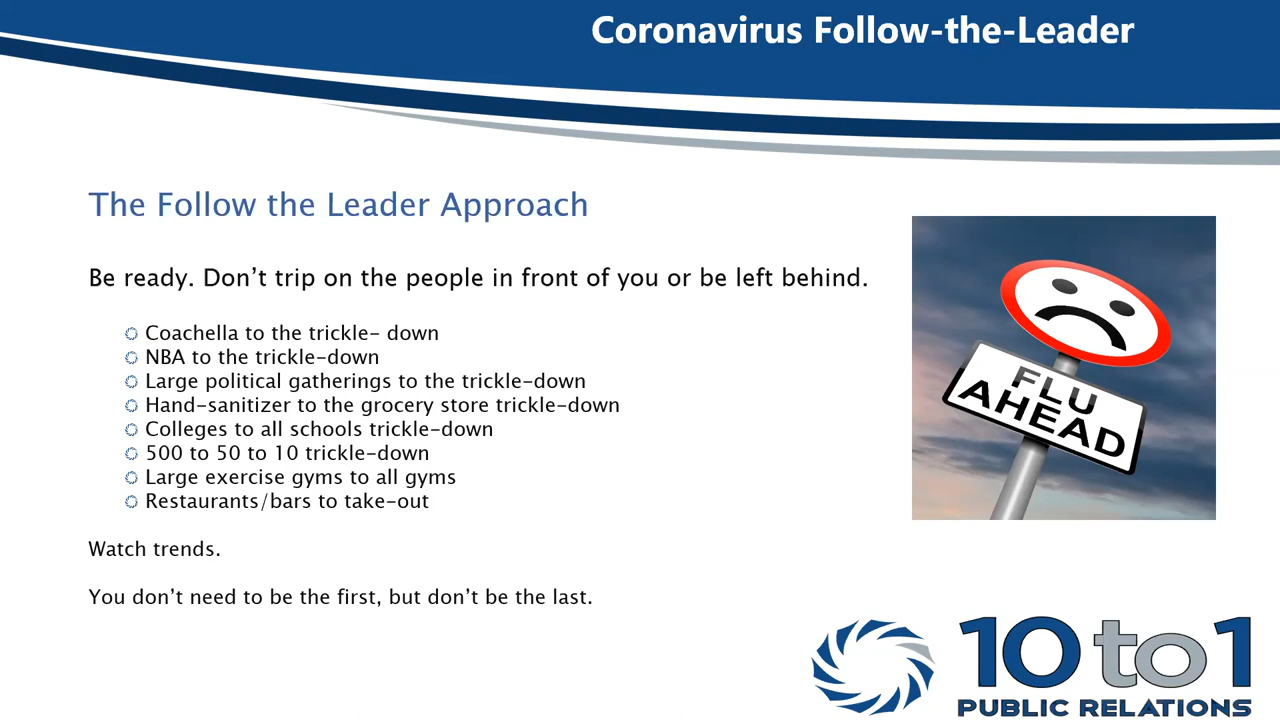 Coronavirus Follow-the-Leader
The Follow the Leader Approach
Be ready. Don’t trip on the people in front of you or be left behind.
Coachella to the trickle- down
NBA to the trickle-down
Large political gatherings to the trickle-down
Hand-sanitizer to the grocery store trickle-down
Colleges to all schools trickle-down
500 to 50 to 10 trickle-down
Large exercise gyms to all gyms
Restaurants/bars to take-out
Watch trends.
You don’t need to be the first, but don’t be the last.
FLU
AHEAD
10 to 1
PUBLIC RELATIONS